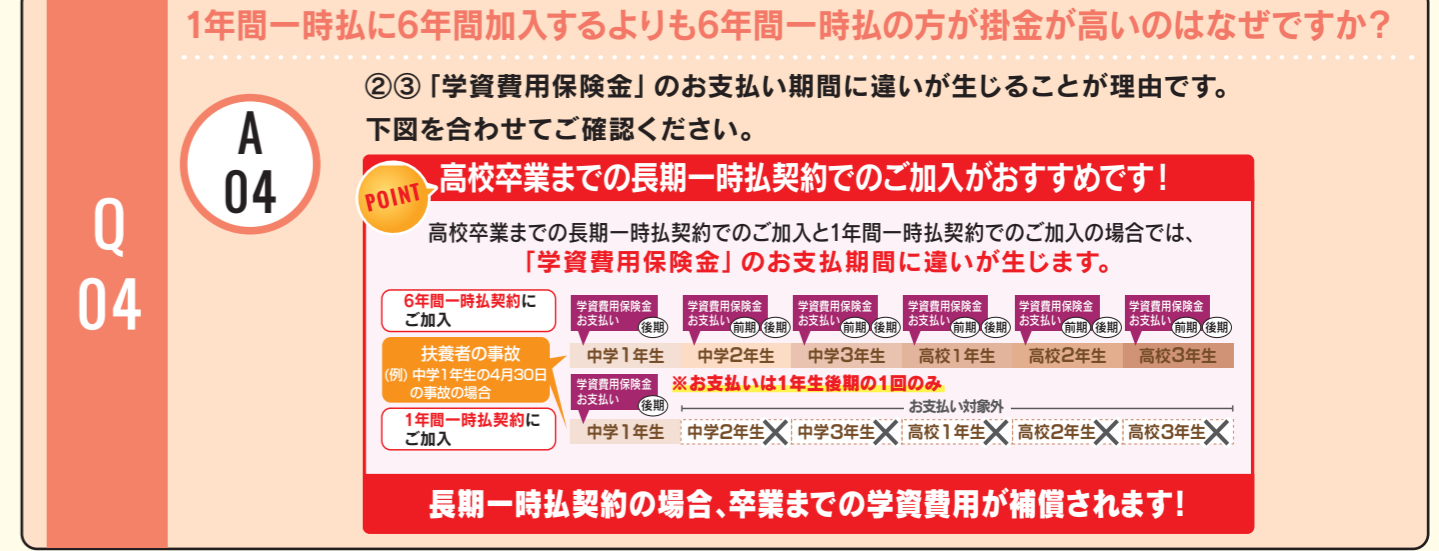 Q
04
1年間一時払に6年間加入するよりも6年間一時払の方が掛金が高いのはなぜですか?
A
04
②③「学資費用保険金」のお支払い期間に違いが生じることが理由です。
下図を合わせてご確認ください。
POINT
高校卒業までの長期一時払契約でのご加入がおすすめです!
高校卒業までの長期一時払契約でのご加入と1年間一時払契約でのご加入の場合では、
「学資費用保険金」のお支払期間に違いが生じます。
6年間一時払契約に
ご加入
学資費用保険金
お支払い 後期
学資費用保険金
お支払い 前期 後期
学資費用保険金
お支払い 前期 後期
学資費用保険金
お支払い 前期 後期
学資費用保険金
お支払い 前期 後期
学資費用保険金
お支払い 前期 後期
中学1年生 中学2年生 中学3年生 高校1年生 高校2年生 高校3年生
扶養者の事故
(例) 中学1年生の4月30日
の事故の場合
学資費用保険金
お支払い 後期
※お支払いは1年生後期の1回のみ
お支払い対象外
1年間一時払契約に
ご加入
中学1年生 中学2年生 中学3年生 高校1年生 高校2年生 高校3年生
長期一時払契約の場合、卒業までの学資費用が補償されます!